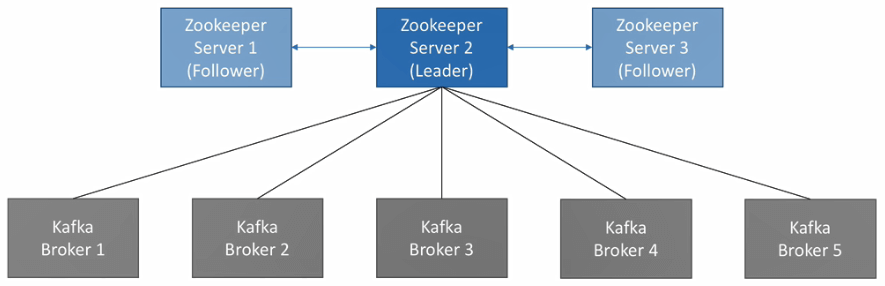 Zookeeper
Server 1
(Follower)
Zookeeper
Server 2
(Leader)
Zookeeper
Server 3
(Follower)
Kafka
Broker 1
Kafka
Broker 2
Kafka
Broker 3
Kafka
Broker 4
Kafka
Broker 5